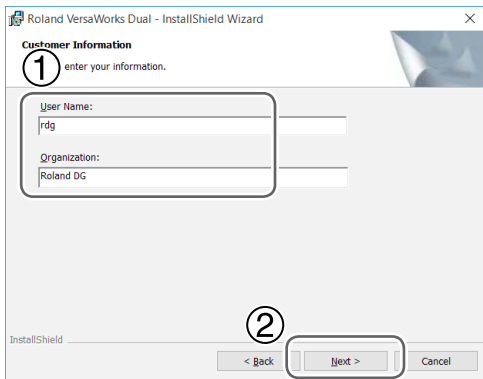 Roland VersaWorks Dual - InstallShield Wizard
Customer Information
① enter your information.
User Name:
rdg
Organization:
Roland DG
②
InstallShield
< Back Next > Cancel